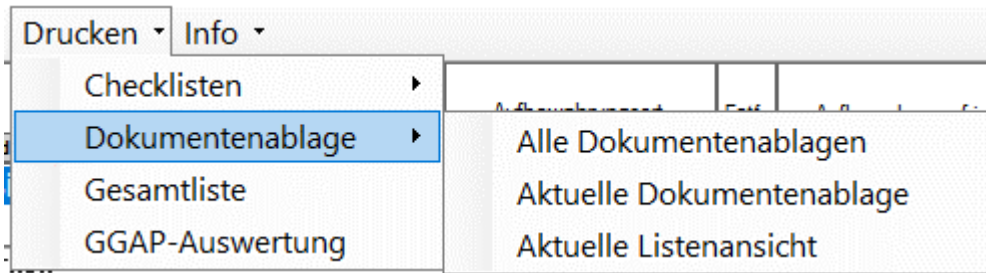 Drucken Info
Checklisten
Dokumentenablage
Gesamtliste
GGAP-Auswertung
Alle Dokumentenablagen
Aktuelle Dokumentenablage
Aktuelle Listenansicht